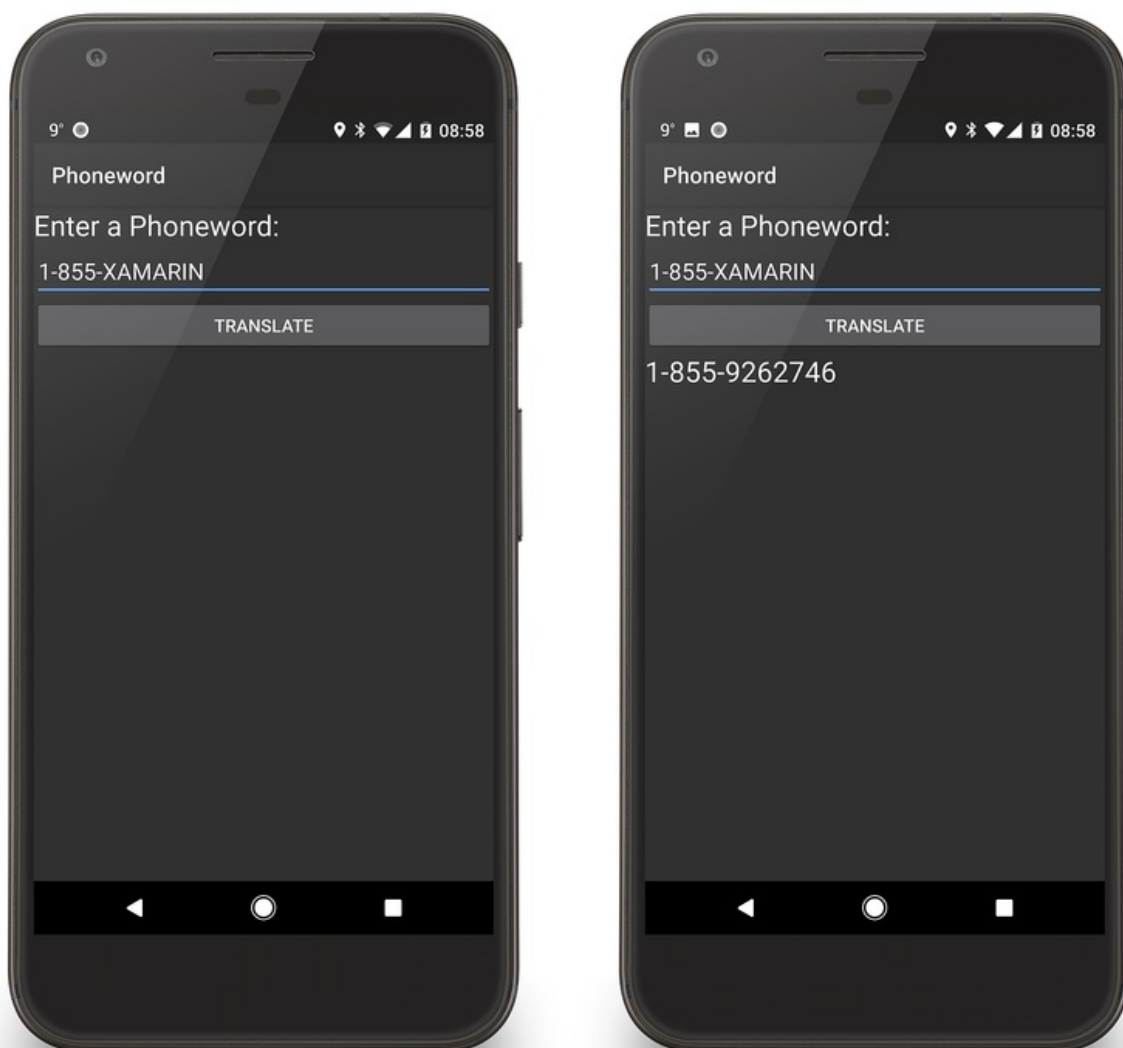 9°
08:58
Phoneword
Enter a Phoneword:
1-855-XAMARIN
TRANSLATE
9°
08:58
Phoneword
Enter a Phoneword:
1-855-XAMARIN
TRANSLATE
1-855-9262746